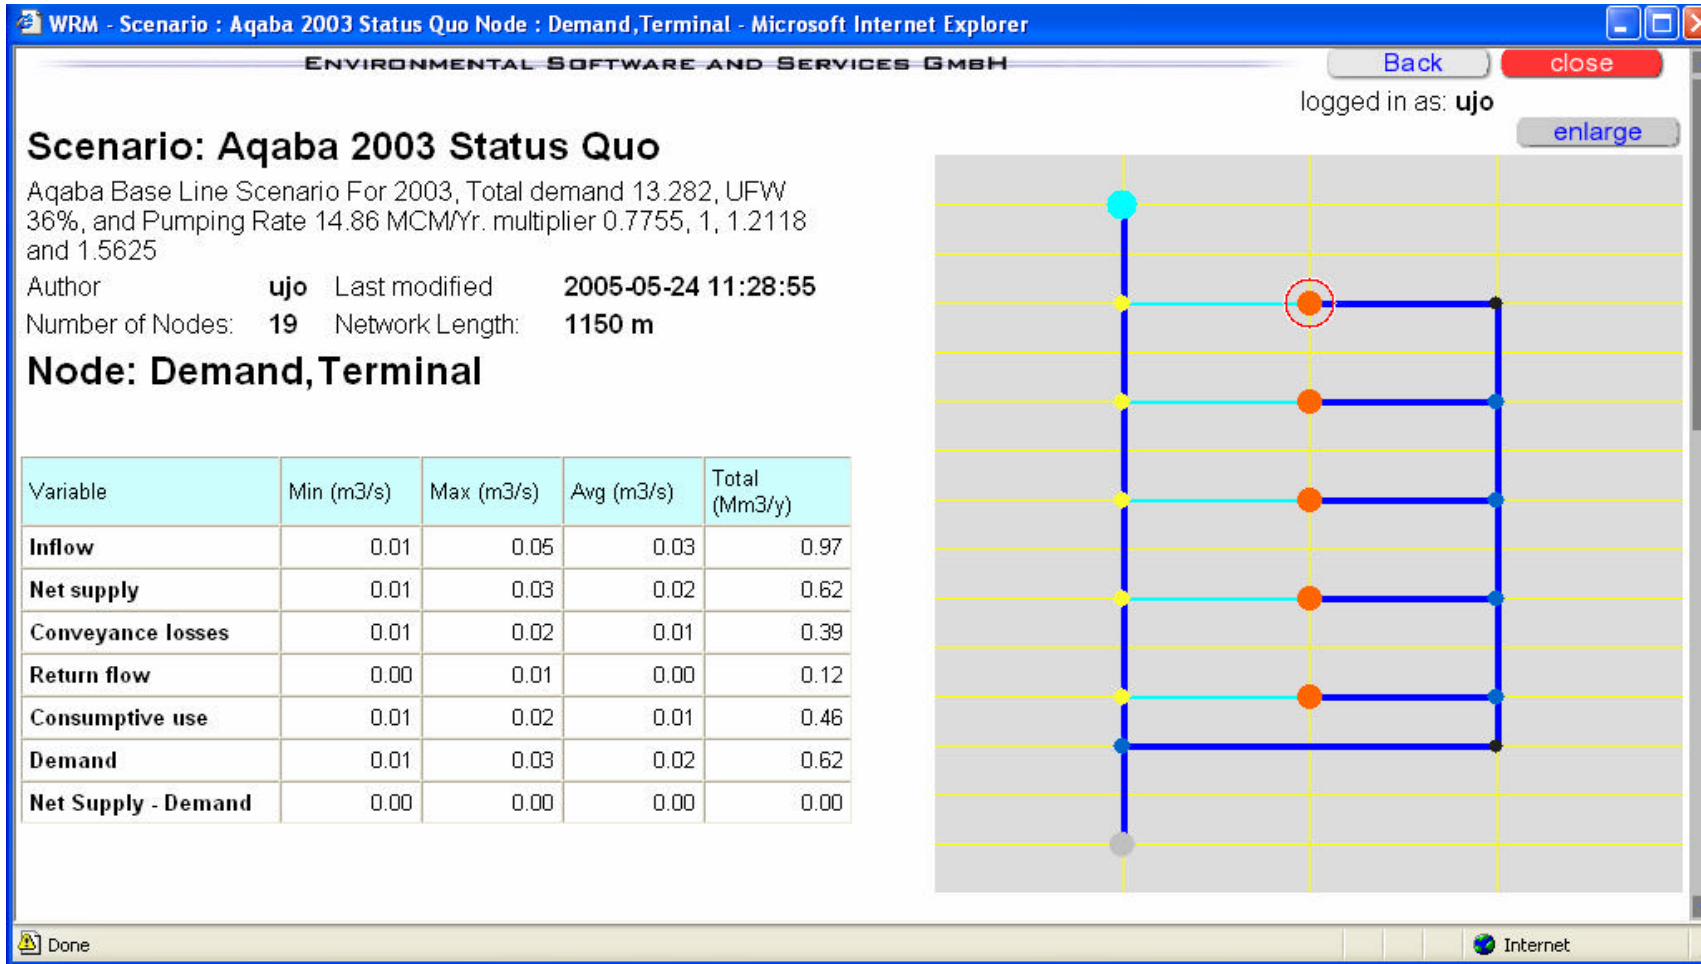 WRM - Scenario : Aqaba 2003 Status Quo Node : Demand,Terminal - Microsoft Internet Explorer
ENVIRONMENTAL SOFTWARE AND SERVICES GMBH
Back close
logged in as: ujo
enlarge
Scenario: Aqaba 2003 Status Quo
Aqaba Base Line Scenario For 2003, Total demand 13.282, UFW
36%, and Pumping Rate 14.86 MCM/Yr. multiplier 0.7755, 1, 1.2118
and 1.5625
Author ujo Last modified 2005-05-24 11:28:55
Number of Nodes: 19 Network Length: 1150 m
Node: Demand,Terminal
Variable Min (m3/s) Max (m3/s) Avg (m3/s) Total
(Mm3/y)
Inflow 0.01 0.05 0.03 0.97
Net supply 0.01 0.03 0.02 0.62
Conveyance losses 0.01 0.02 0.01 0.39
Return flow 0.00 0.01 0.00 0.12
Consumptive use 0.01 0.02 0.01 0.46
Demand 0.01 0.03 0.02 0.62
Net Supply - Demand 0.00 0.00 0.00 0.00
Done Internet